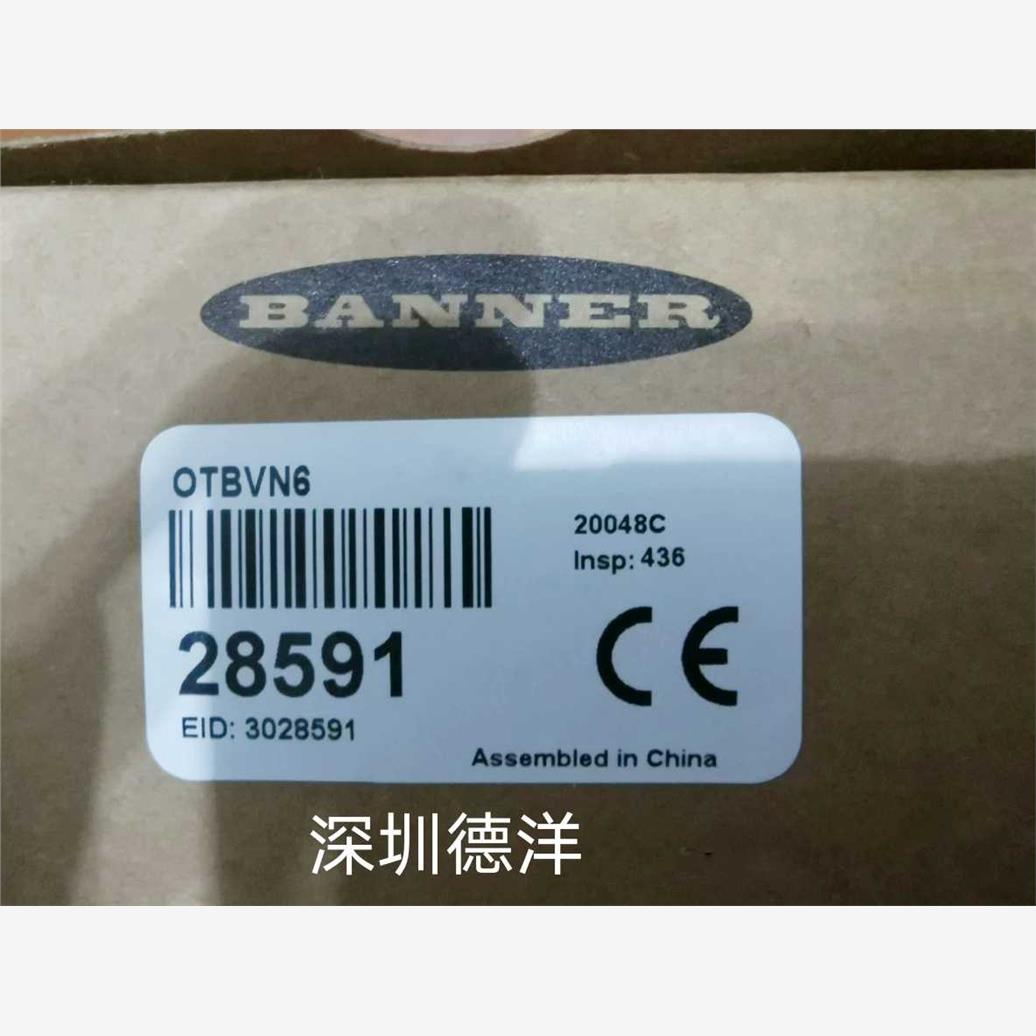 BANNER
OTBVN6
20048C
Insp: 436
28591
CE
EID: 3028591
Assembled in China
深圳德洋